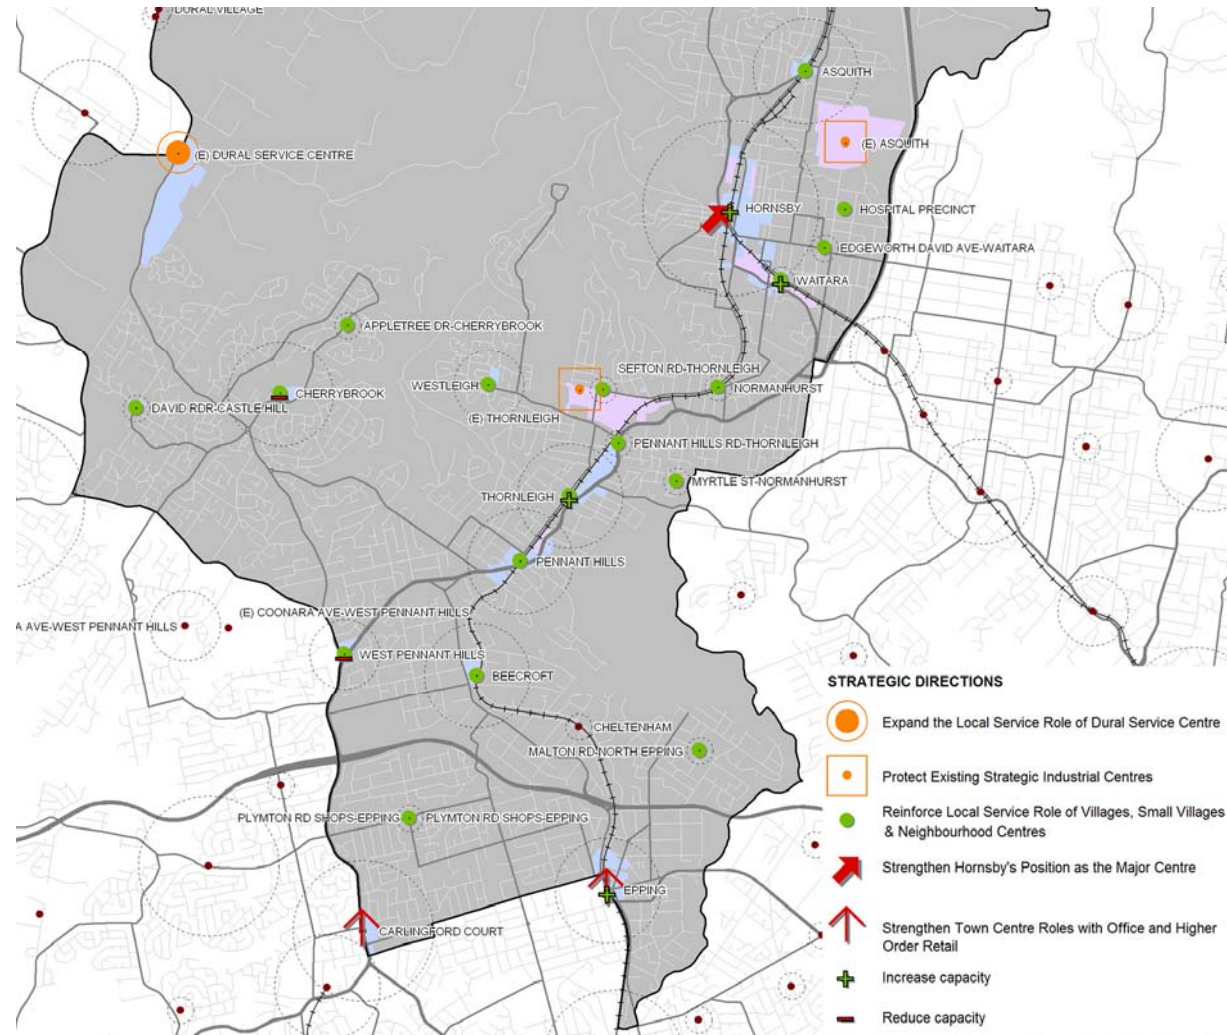 DURAL VILLAGE
ASQUITH
(E) DURAL SERVICE CENTRE
(E) ASQUITH
HORNSBY
HOSPITAL PRECINCT
EDGEWORTH DAVID AVE-WAITARA
WAITARA
APPLETREE DR-CHERRYBROOK
SEFTON RD-THORNLEIGH
WESTLEIGH
NORMANHURST
CHERRYBROOK
DAVID RDR-CASTLE HILL
(E) THORNLEIGH
PENNANT HILLS RD-THORNLEIGH
MYRTLE ST-NORMANHURST
THORNLEIGH
PENNANT HILLS
(E) COONARA AVE-WEST PENNANT HILLS
A AVE-WEST PENNANT HILLS
WEST PENNANT HILLS
BEECROFT
CHELTENHAM
MALTON RD-NORTH EPPING
PLYMTON RD SHOPS-EPPING
PLYMTON RD SHOPS-EPPING
EPPING
CARLINGFORD COURT
STRATEGIC DIRECTIONS
Expand the Local Service Role of Dural Service Centre
Protect Existing Strategic Industrial Centres
Reinforce Local Service Role of Villages, Small Villages
& Neighbourhood Centres
Strengthen Hornsby's Position as the Major Centre
Strengthen Town Centre Roles with Office and Higher
Order Retail
Increase capacity
Reduce capacity